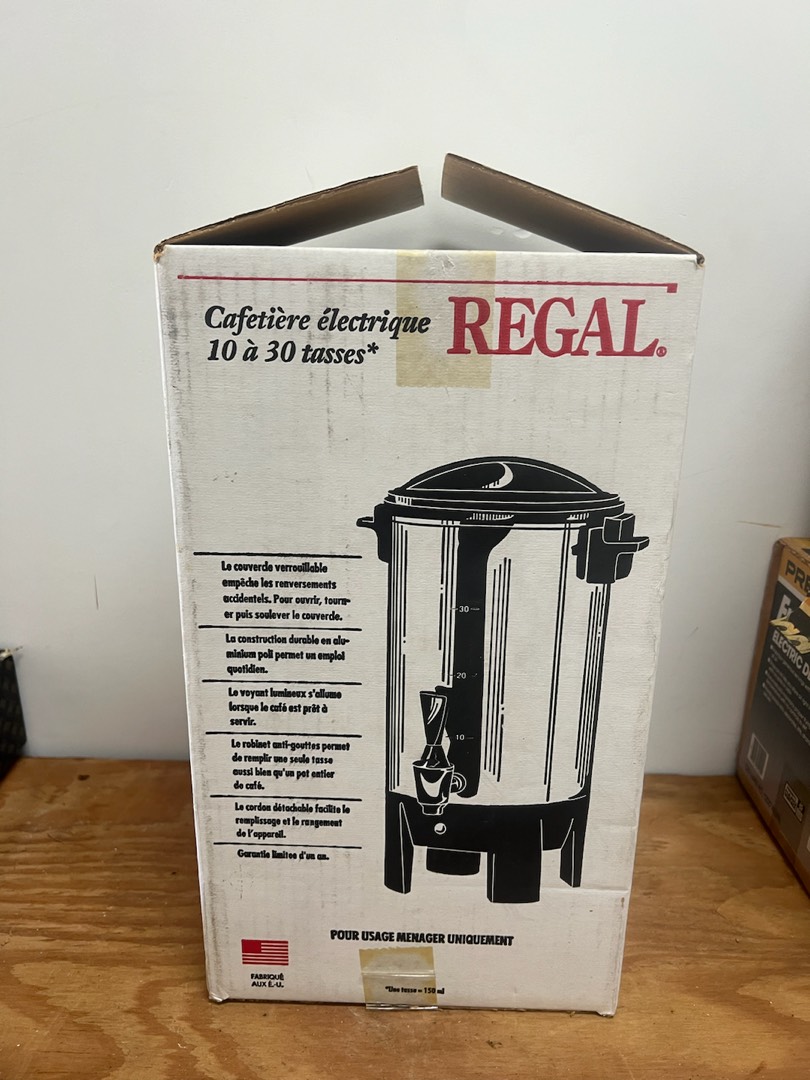 Cafetière électrique
10 à 30 tasses*
REGAL®
Le couvercle verrouillable
empêche les renversements
accidentels. Pour ouvrir, tourn-
er puis soulever le couvercle.
La construction durable en alu-
minium poli permet un emploi
quotidien.
Le voyant lumineux s'allume
lorsque le café est prêt à
servir.
Le robinet anti-gouttes permet
de remplir une seule tasse
aussi bien qu'un pot entier
de café.
Le cordon détachable facilite le
remplissage et le rangement
de l'appareil.
Garantie limitee d'un an.
30
20
10
POUR USAGE MENAGER UNIQUEMENT
FABRIQUÉ
AUX É.-U.
*Une tasse = 150 ml
ELECTRIC